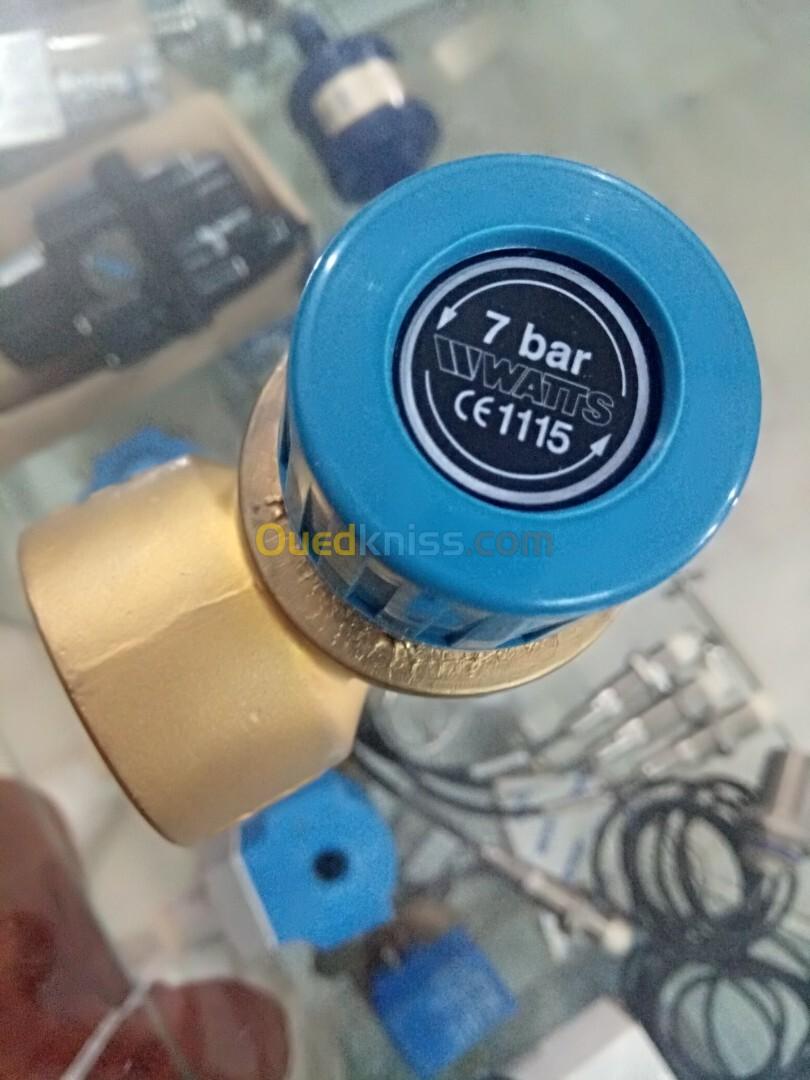 7 bar
WATTS
CE1115
Ouedkniss.com